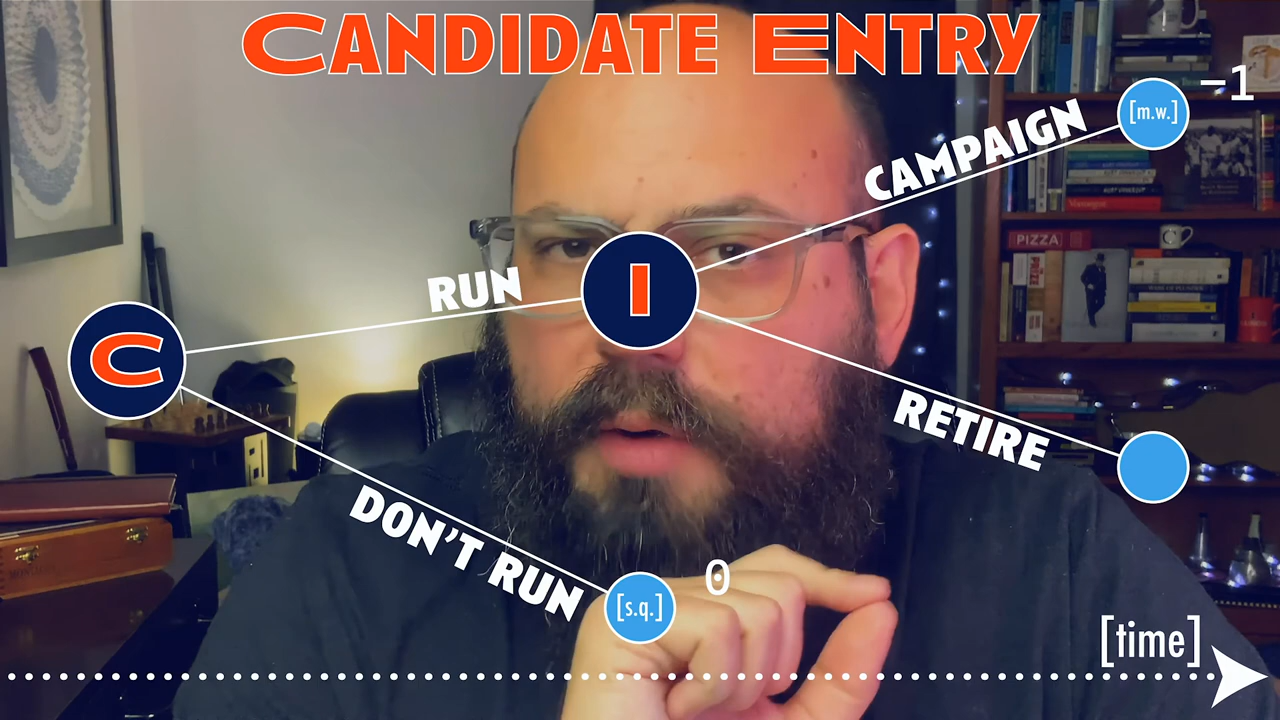 CANDIDATE ENTRY
[m.w.]
−1
CAMPAIGN
PIZZA
RUN
I
C
RETIRE
DON'T RUN
[s.q.]
0
[time]